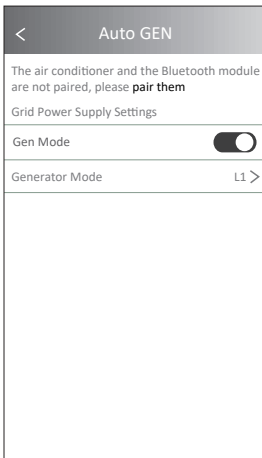 Auto GEN
The air conditioner and the Bluetooth module
are not paired, please pair them
Grid Power Supply Settings
Gen Mode
Generator Mode L1